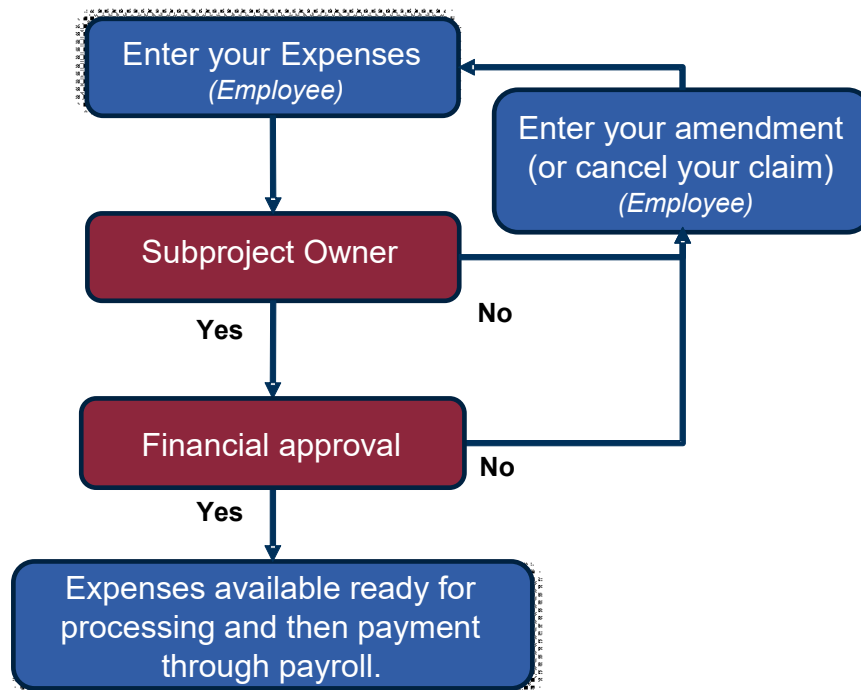 Enter your Expenses
(Employee)
Enter your amendment
(or cancel your claim)
(Employee)
Subproject Owner
Yes
No
Financial approval
No
Yes
Expenses available ready for
processing and then payment
through payroll.